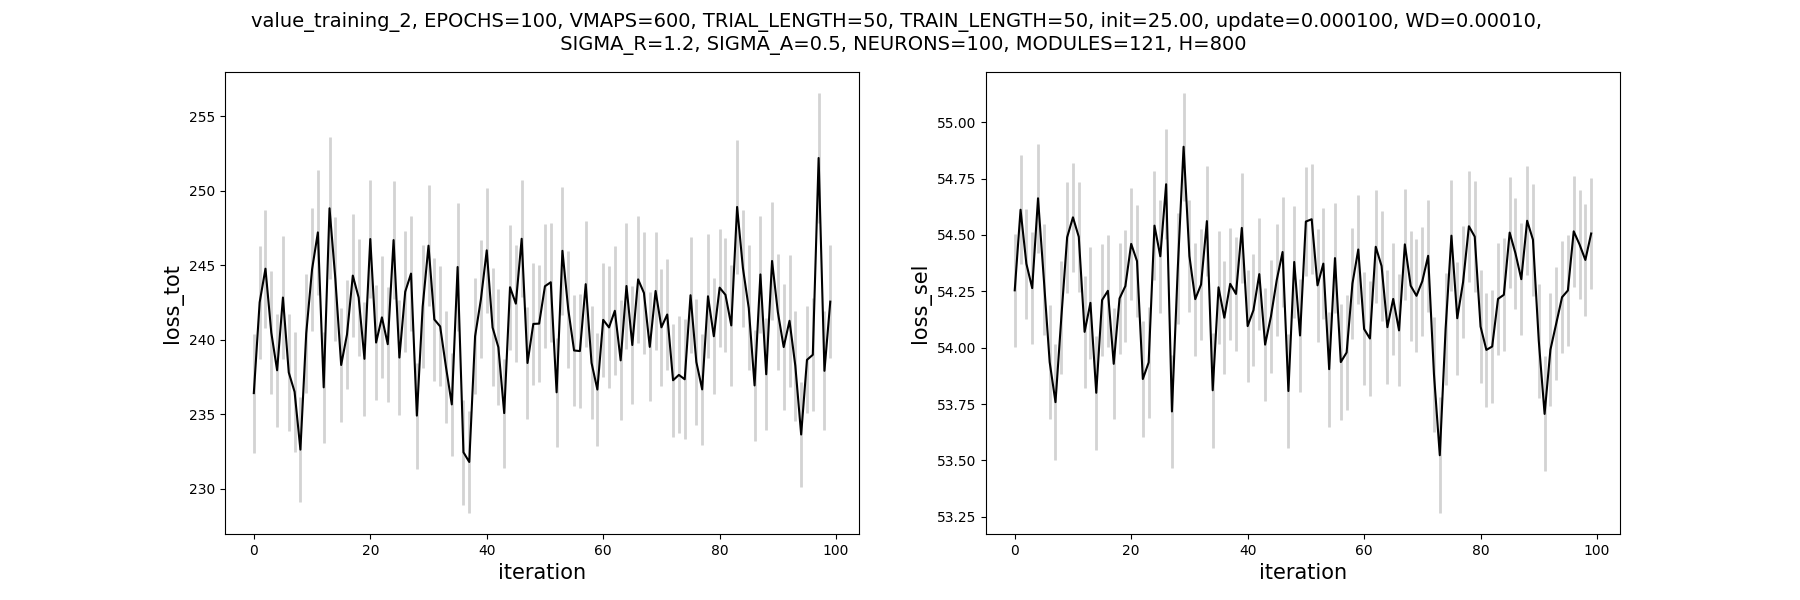 value_training_2, EPOCHS=100, VMAPS=600, TRIAL_LENGTH=50, TRAIN_LENGTH=50, init=25.00, update=0.000100, WD=0.00010,
SIGMA_R=1.2, SIGMA_A=0.5, NEURONS=100, MODULES=121, H=800
loss_tot
255
250
245
240
235
230
0 20 40 60 80 100
iteration
loss_sel
55.00
54.75
54.50
54.25
54.00
53.75
53.50
53.25
0 20 40 60 80 100
iteration